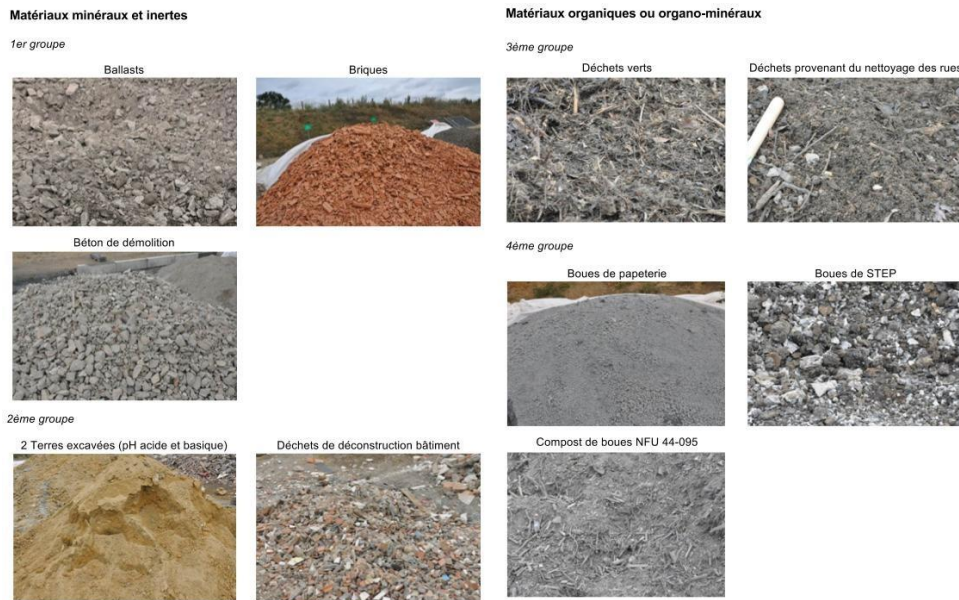 Matériaux minéraux et inertes
1er groupe
Ballasts
Briques
Béton de démolition
2ème groupe
2 Terres excavées (pH acide et basique)
Déchets de déconstruction bâtiment
Matériaux organiques ou organo-minéraux
3ème groupe
Déchets verts
Déchets provenant du nettoyage des rues
4ème groupe
Boues de papeterie
Boues de STEP
Compost de boues NFU 44-095